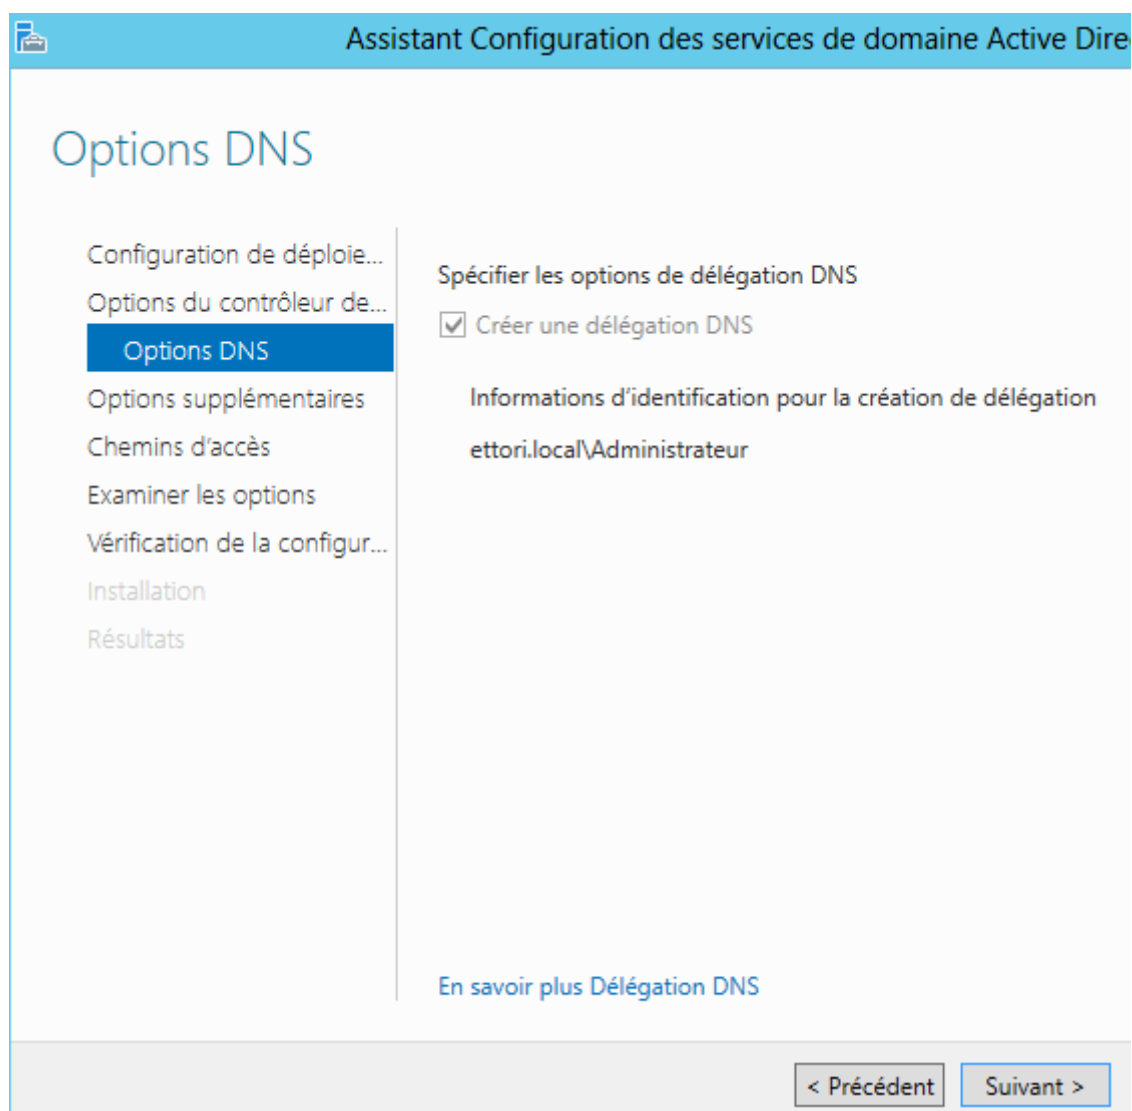 Assistant Configuration des services de domaine Active Dire
Options DNS
Configuration de déploie...
Options du contrôleur de...
Options DNS
Options supplémentaires
Chemins d'accès
Examiner les options
Vérification de la configur...
Installation
Résultats
Spécifier les options de délégation DNS
Créer une délégation DNS
Informations d'identification pour la création de délégation
ettori.local\Administrateur
En savoir plus Délégation DNS
< Précédent
Suivant >